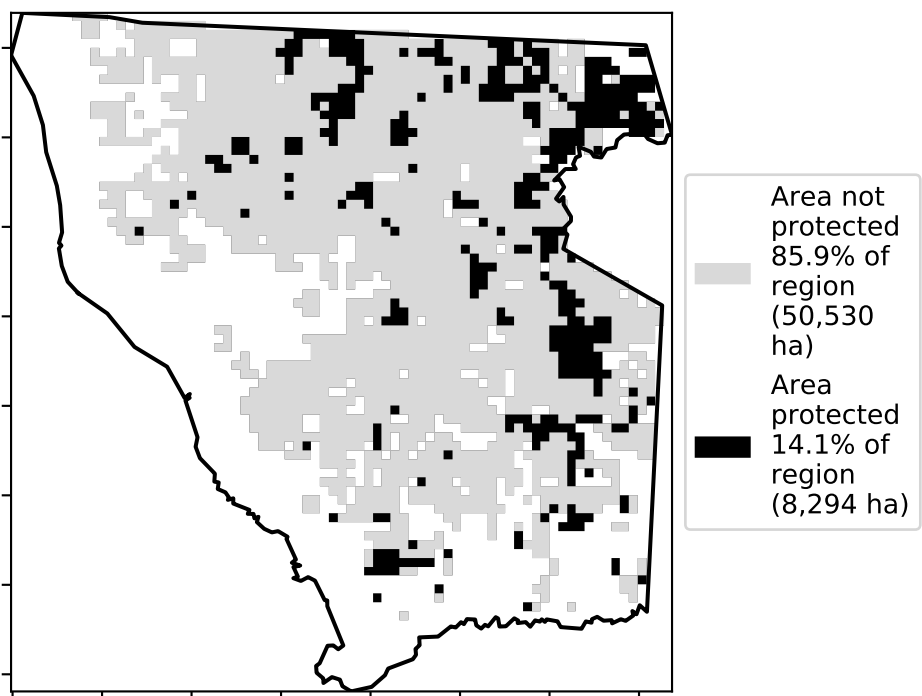 Area not
protected
85.9% of
region
(50,530
ha)
Area
protected
14.1% of
region
(8,294 ha)